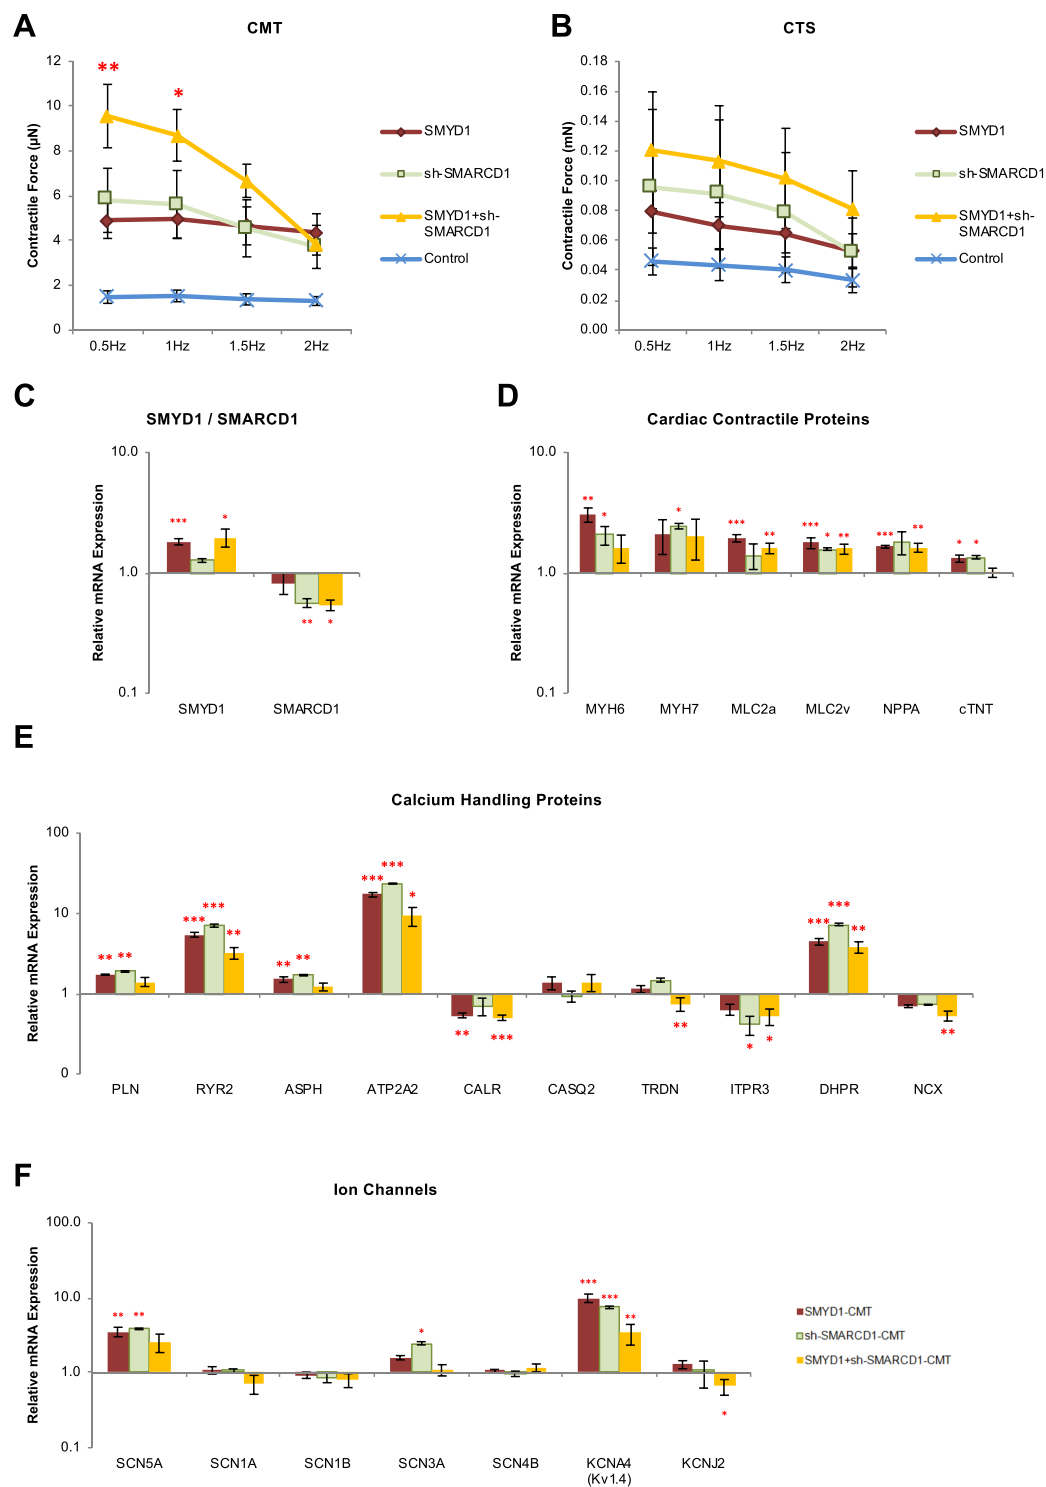 A
CMT
Contractile Force (µN)
12
10
8
6
4
2
0
**
*
0.5Hz 1Hz 1.5Hz 2Hz
SMYD1
sh-SMARCD1
SMYD1+sh-
SMARCD1
Control
B
CTS
Contractile Force (mN)
0.18
0.16
0.14
0.12
0.10
0.08
0.06
0.04
0.02
0.00
0.5Hz 1Hz 1.5Hz 2Hz
SMYD1
sh-SMARCD1
SMYD1+sh-
SMARCD1
Control
C
SMYD1 / SMARCD1
Relative mRNA Expression
10.0
1.0
0.1
*** *
** *
SMYD1 SMARCD1
D
Cardiac Contractile Proteins
Relative mRNA Expression
10.0
1.0
0.1
** * * *** ** *** * ** *** ** * *
MYH6 MYH7 MLC2a MLC2v NPPA cTNT
E
Calcium Handling Proteins
Relative mRNA Expression
100
10
1
0
** ** *** *** ** ** ** *** *** * *** *** **
** *** ** * * **
PLN RYR2 ASPH ATP2A2 CALR CASQ2 TRDN ITPR3 DHPR NCX
F
Ion Channels
Relative mRNA Expression
100.0
10.0
1.0
0.1
** ** * *** *** **
*
SCN5A SCN1A SCN1B SCN3A SCN4B KCNA4 KCNJ2
(Kv1.4)
SMYD1-CMT
sh-SMARCD1-CMT
SMYD1+sh-SMARCD1-CMT